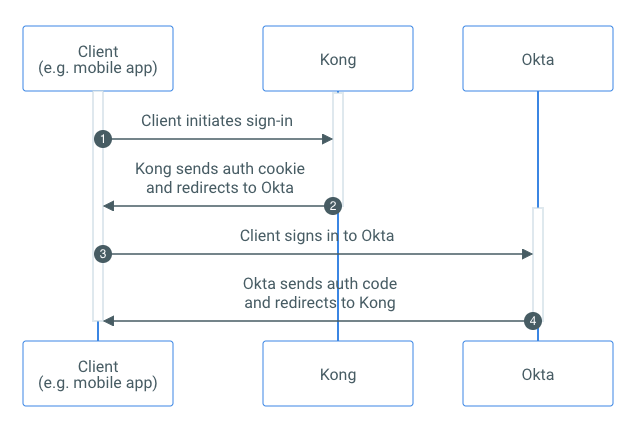 Client
(e.g. mobile app)
Kong
Okta
Client initiates sign-in
1
Kong sends auth cookie
and redirects to Okta
2
Client signs in to Okta
3
Okta sends auth code
and redirects to Kong
4
Client
(e.g. mobile app)
Kong
Okta